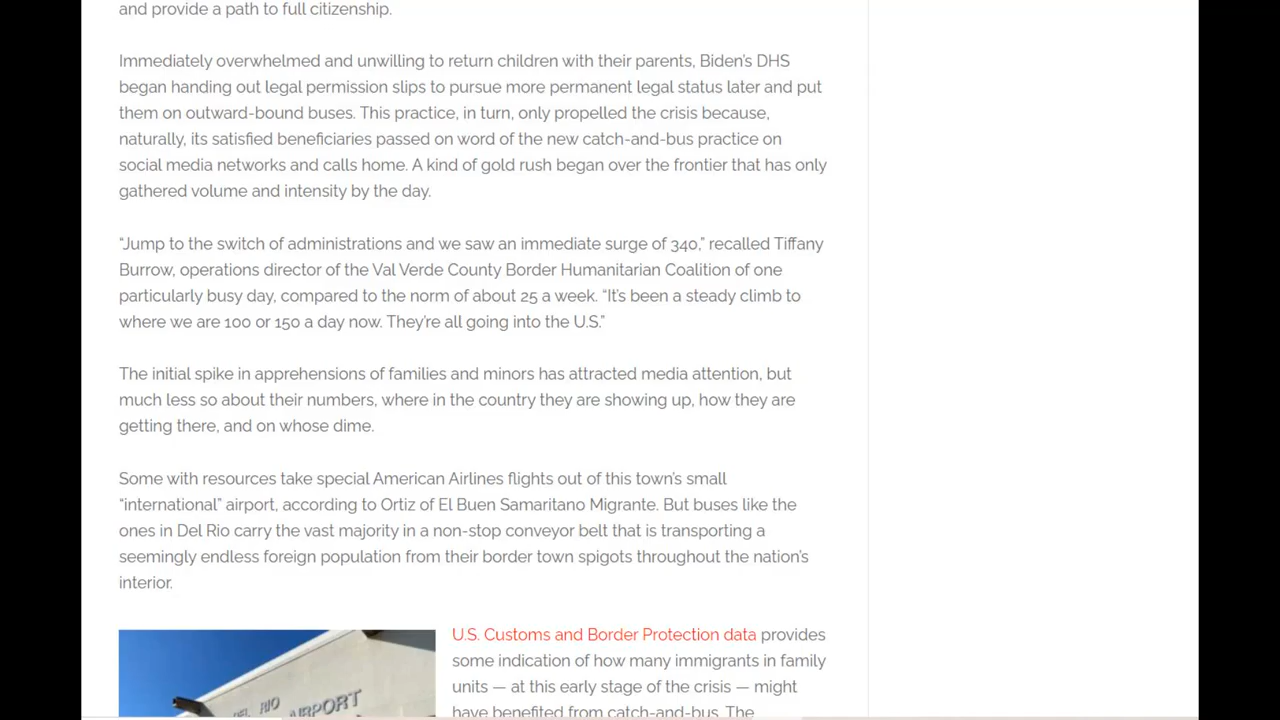 and provide a path to full citizenship.
Immediately overwhelmed and unwilling to return children with their parents, Biden's DHS
began handing out legal permission slips to pursue more permanent legal status later and put
them on outward-bound buses. This practice, in turn, only propelled the crisis because,
naturally, its satisfied beneficiaries passed on word of the new catch-and-bus practice on
social media networks and calls home. A kind of gold rush began over the frontier that has only
gathered volume and intensity by the day.
“Jump to the switch of administrations and we saw an immediate surge of 340,” recalled Tiffany
Burrow, operations director of the Val Verde County Border Humanitarian Coalition of one
particularly busy day, compared to the norm of about 25 a week. “It's been a steady climb to
where we are 100 or 150 a day now. They're all going into the U.S.”
The initial spike in apprehensions of families and minors has attracted media attention, but
much less so about their numbers, where in the country they are showing up, how they are
getting there, and on whose dime.
Some with resources take special American Airlines flights out of this town's small
“international” airport, according to Ortiz of El Buen Samaritano Migrante. But buses like the
ones in Del Rio carry the vast majority in a non-stop conveyor belt that is transporting a
seemingly endless foreign population from their border town spigots throughout the nation's
interior.
U.S. Customs and Border Protection data provides
some indication of how many immigrants in family
units — at this early stage of the crisis — might
have benefited from catch-and-bus. The
RIO
AIRPORT